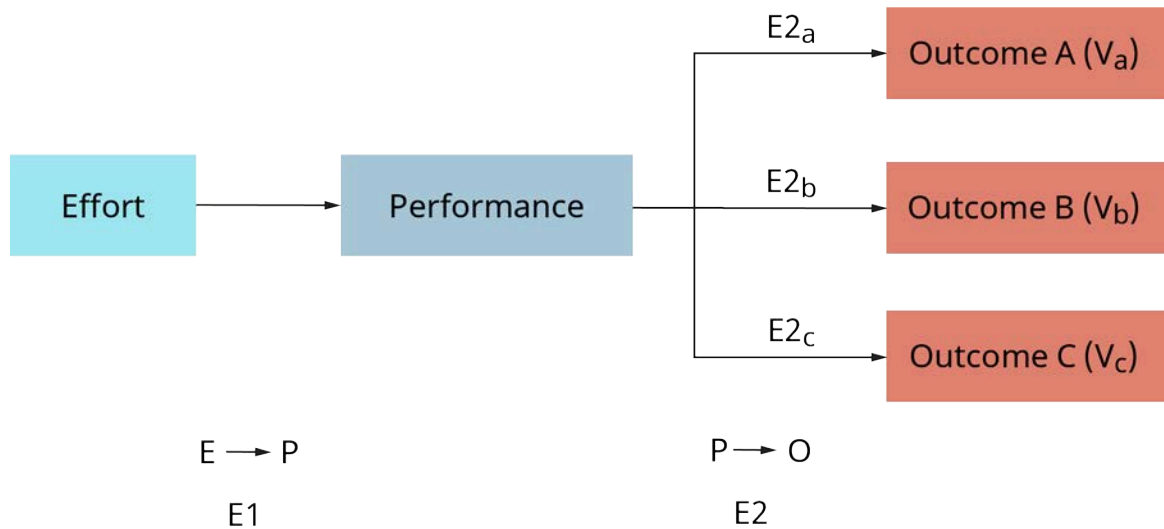 E2a
Outcome A (Va)
Effort
Performance
E2b
Outcome B (Vb)
E2c
Outcome C (Vc)
E → P
P → O
E1
E2